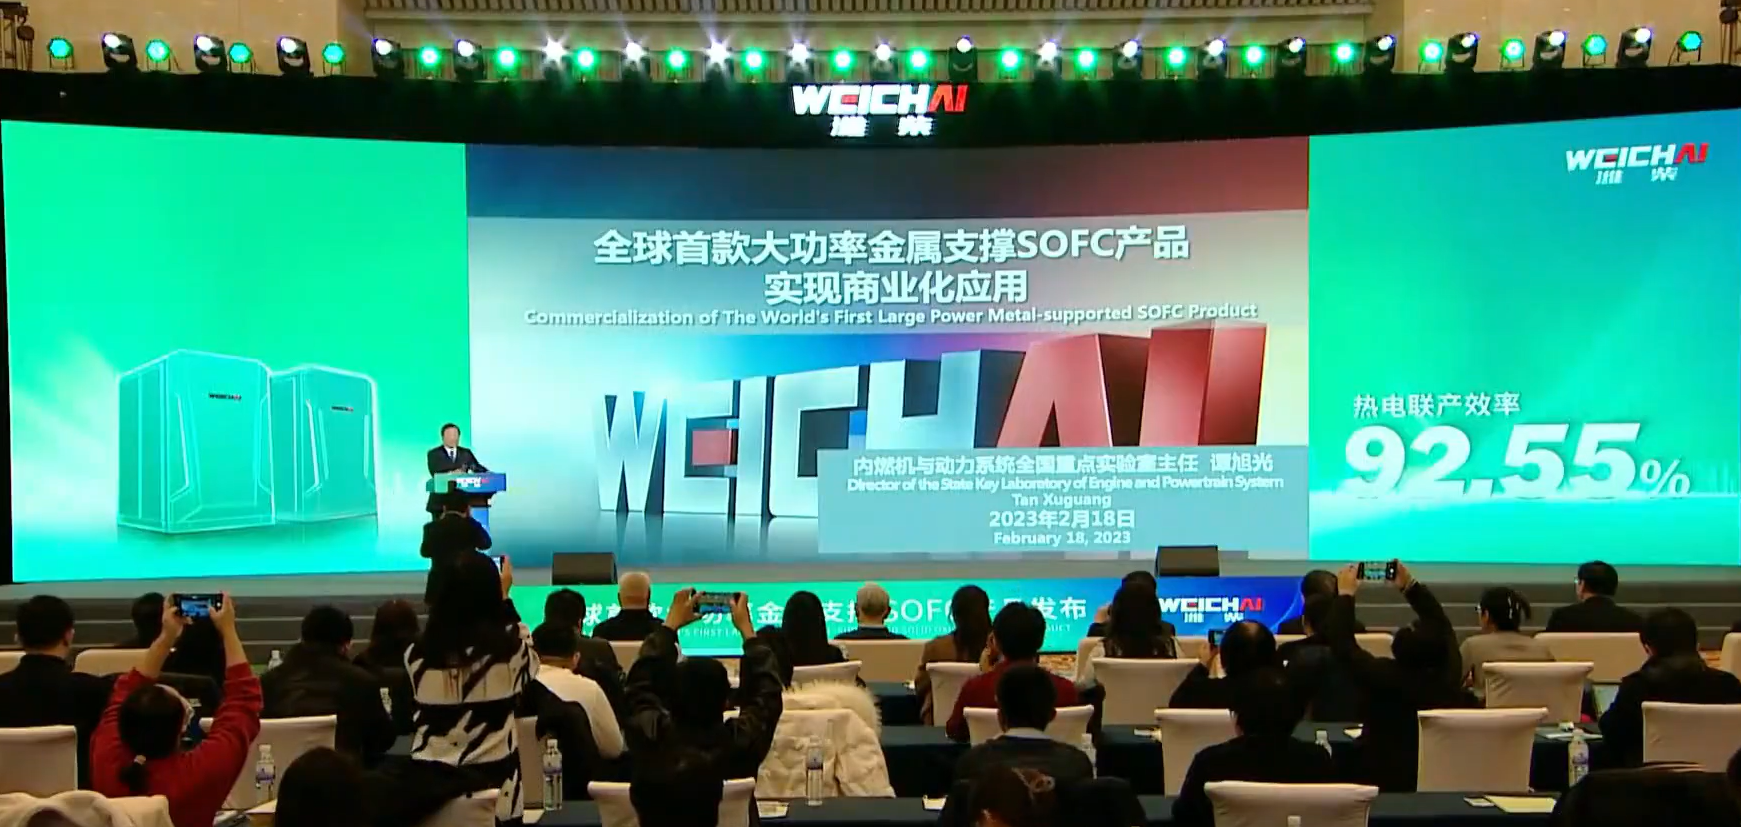 WEICHAI
潍 柴
WEICHAI
潍 柴
全球首款大功率金属支撑SOFC产品
实现商业化应用
Commercialization of The World's First Large Power Metal-supported SOFC Product
WEICHAI
WEICHAI
WEICHAI
热电联产效率
92.55%
内燃机与动力系统全国重点实验室主任 谭旭光
Director of the State Key Laboratory of Engine and Powertrain System
Tan Xuguang
2023年2月18日
February 18, 2023
WEICHAI